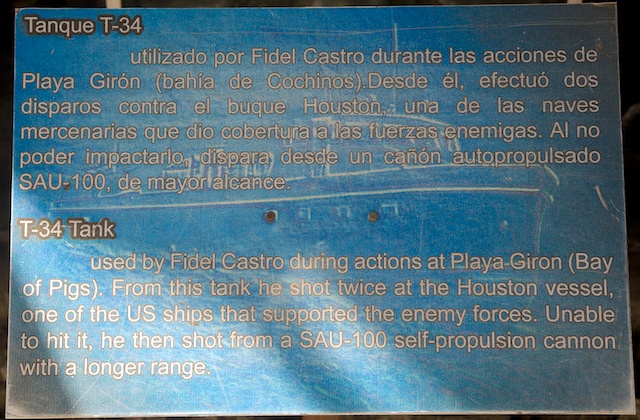 Tanque T-34
utilizado por Fidel Castro durante las acciones de
Playa Girón (bahía de Cochinos).Desde él, efectuó dos
disparos contra el buque Houston, una de las naves
mercenarias que dio cobertura a las fuerzas enemigas. Al no
poder impactarlo, dispara desde un cañón autopropulsado
SAU-100, de mayor alcance.
T-34 Tank
used by Fidel Castro during actions at Playa Giron (Bay
of Pigs). From this tank he shot twice at the Houston vessel,
one of the US ships that supported the enemy forces. Unable
to hit it, he then shot from a SAU-100 self-propulsion cannon
with a longer range.